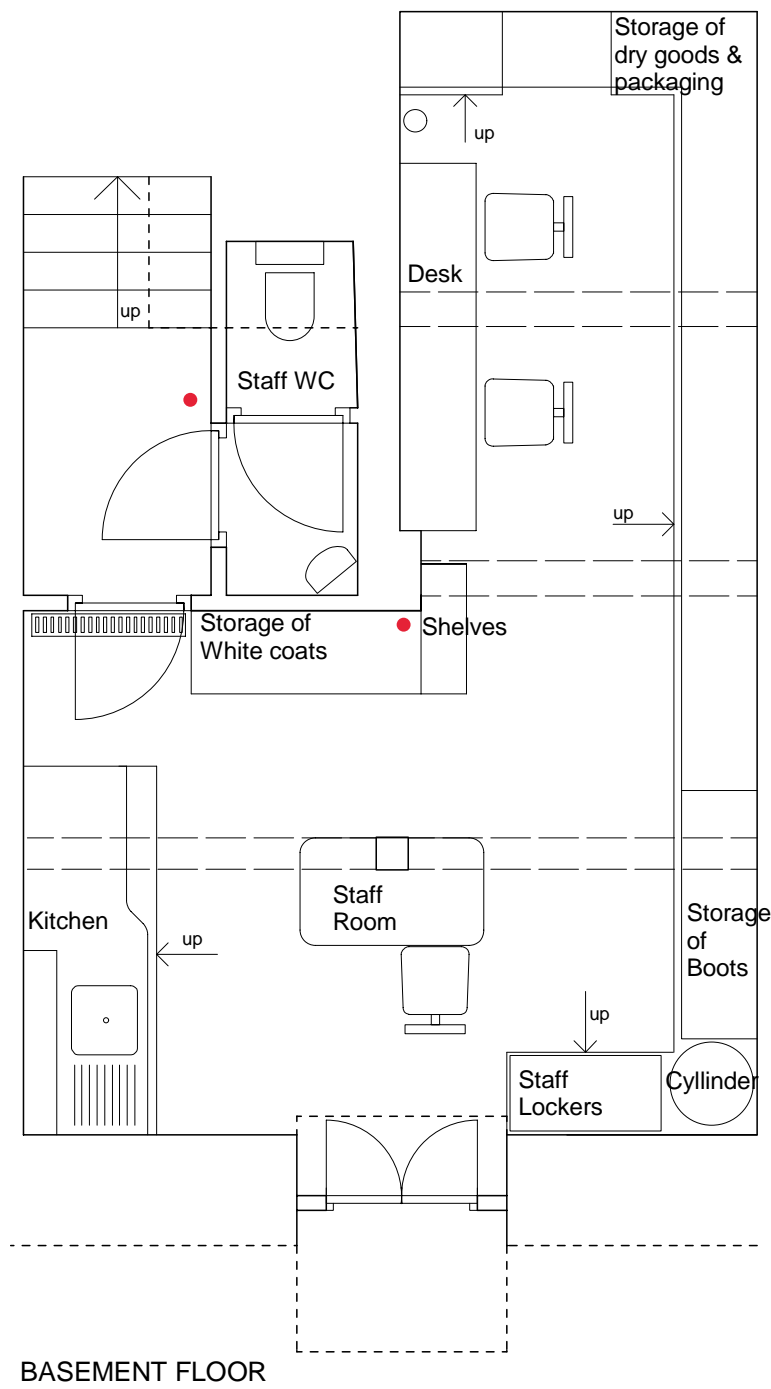 Storage of
dry goods &
packaging
up
up
Desk
Staff WC
up
Storage of
White coats
Shelves
Kitchen
up
Staff
Room
Storage
of
Boots
up
Staff
Lockers
Cyllinder
BASEMENT FLOOR